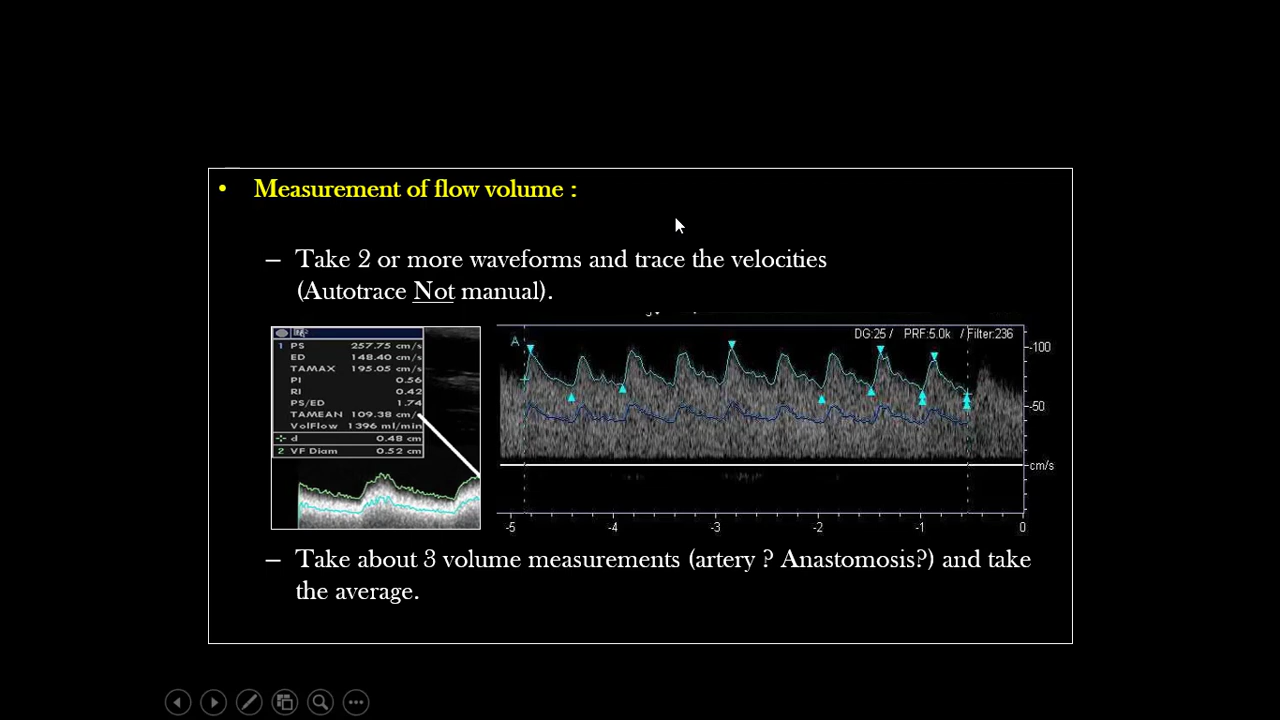 • Measurement of flow volume :
– Take 2 or more waveforms and trace the velocities
(Autotrace Not manual).
1 PS 257.75 cm/s
ED 148.40 cm/s
TAMAX 195.05 cm/s
PI 0.56
RI 0.42
PS/ED 1.74
TAMEAN 109.38 cm/s
VolFlow 1396 ml/min
d 0.48 cm
2 VF Diam 0.52 cm
A
DG:25 / PRF:5.0k / Filter:236
-100
-50
cm/s
-5 -4 -3 -2 -1 0
– Take about 3 volume measurements (artery ? Anastomosis?) and take
the average.